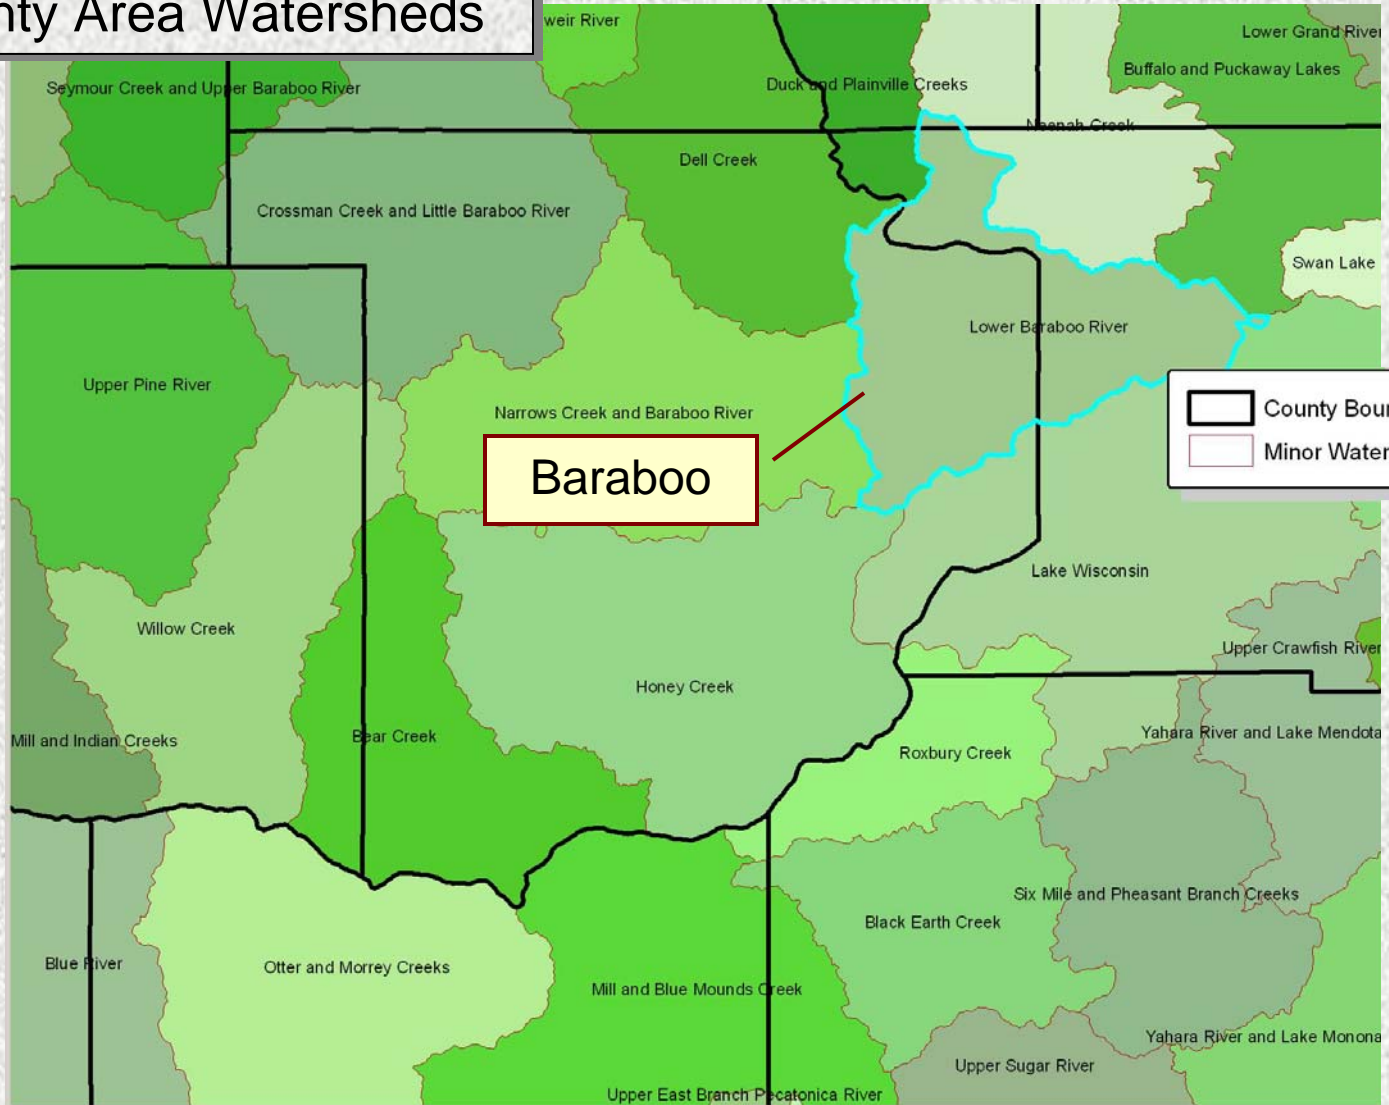 nty Area Watersheds
weir River
Lower Grand River
Seymour Creek and Upper Baraboo River
Duck and Plainville Creeks
Buffalo and Puckaway Lakes
Neenah Creek
Dell Creek
Crossman Creek and Little Baraboo River
Swan Lake
Lower Baraboo River
Upper Pine River
Narrows Creek and Baraboo River
County Bour
Minor Water
Baraboo
Lake Wisconsin
Willow Creek
Upper Crawfish River
Honey Creek
Mill and Indian Creeks
Bear Creek
Yahara River and Lake Mendota
Roxbury Creek
Six Mile and Pheasant Branch Creeks
Black Earth Creek
Blue River
Otter and Morrey Creeks
Mill and Blue Mounds Creek
Yahara River and Lake Monona
Upper Sugar River
Upper East Branch Pecatonica River